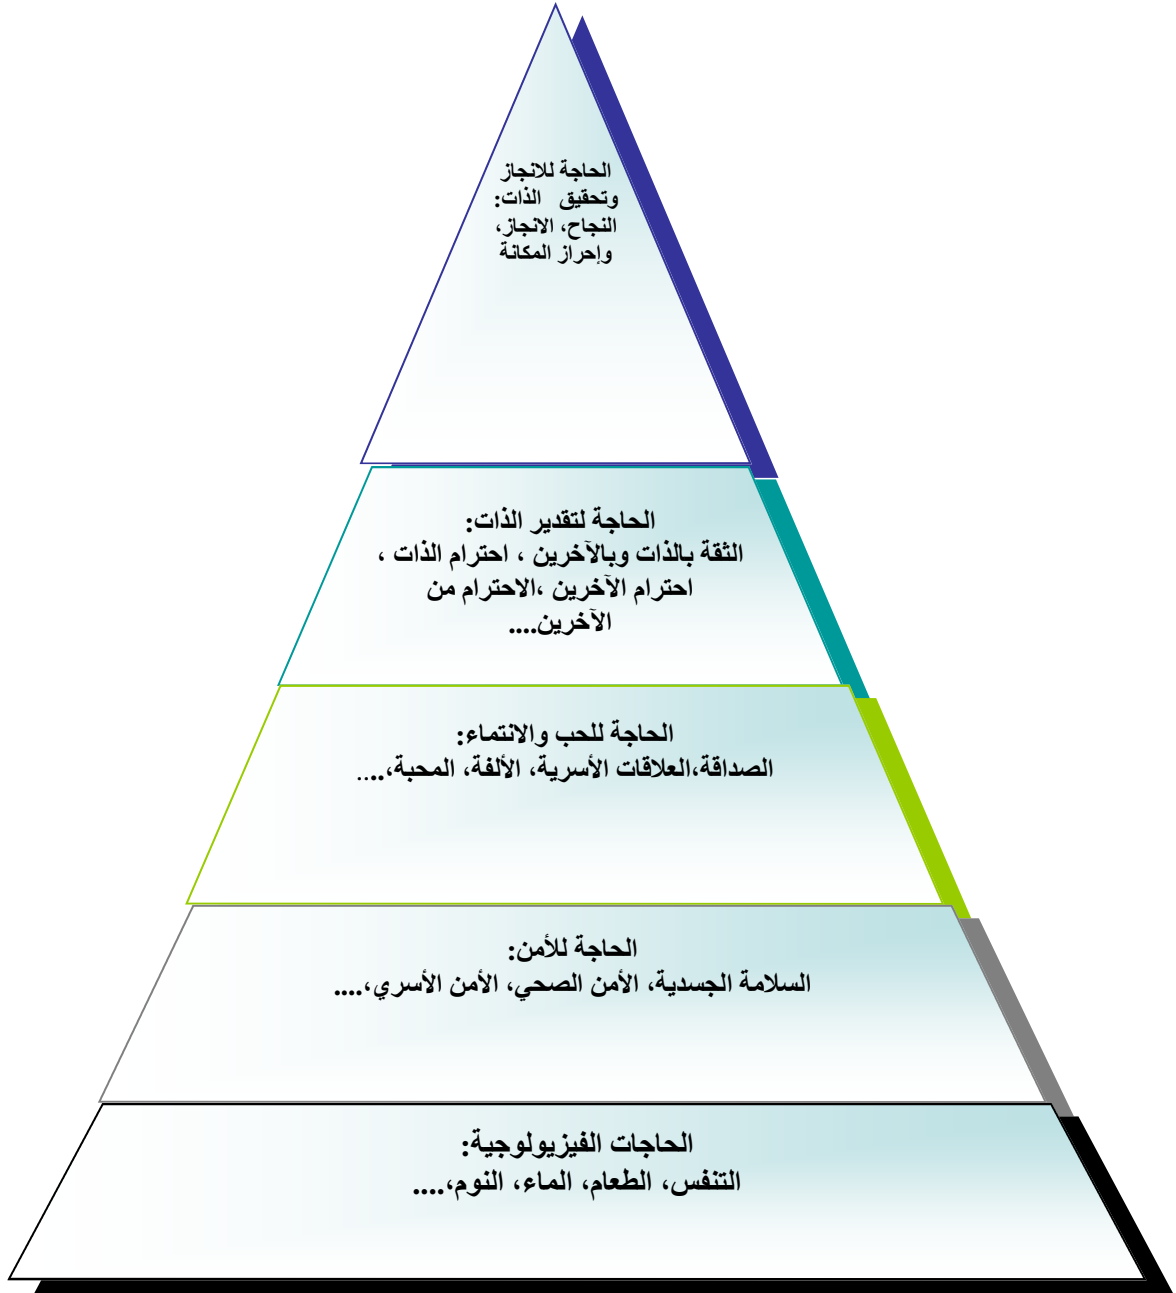 الحاجة للانجاز
وتحقيق الذات:
النجاح، الانجاز،
وإحراز المكانة
الحاجة لتقدير الذات:
الثقة بالذات وبالآخرين ، احترام الذات ،
احترام الآخرين ،الاحترام من
الآخرين....
الحاجة للحب والانتماء:
الصداقة،العلاقات الأسرية، الألفة، المحبة،....
الحاجة للأمن:
السلامة الجسدية، الأمن الصحي، الأمن الأسري،....
الحاجات الفيزيولوجية:
التنفس، الطعام، الماء، النوم،....